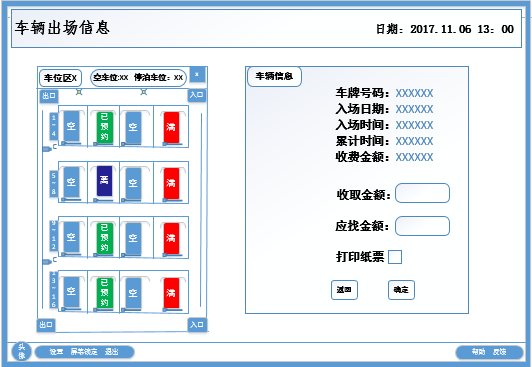 车辆出场信息
日期：2017.11.06 13：00
车位区X
空车位:XX 停泊车位：XX
x
出口
入口
1-4
空
已预约
空
满
C
5-8
空
离
空
满
9-12
空
已预约
空
满
C
13-16
空
已预约
空
满
出口
入口
车辆信息
车牌号码：XXXXXX
入场日期：XXXXXX
入场时间：XXXXXX
累计时间：XXXXXX
收费金额：XXXXXX
收取金额：
应找金额：
打印纸票
返回
确定
头像
设置 屏幕锁定 退出
帮助 反馈